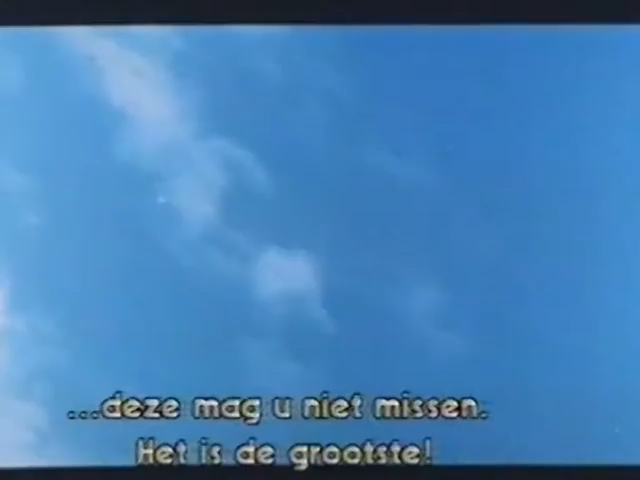 ...deze mag u niet missen.
Het is de grootste!